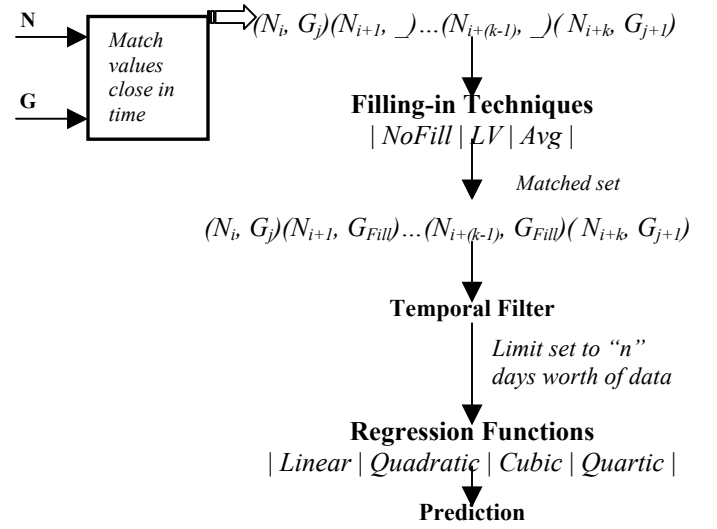 N
G
Match
values
close in
time
(Nᵢ, Gⱼ)(Nᵢ₊₁, _)…(Nᵢ₊₍ₖ₋₁₎, _)( Nᵢ₊ₖ, Gⱼ₊₁)
Filling-in Techniques
| NoFill | LV | Avg |
Matched set
(Nᵢ, Gⱼ)(Nᵢ₊₁, G_Fill)…(Nᵢ₊₍ₖ₋₁₎, G_Fill)( Nᵢ₊ₖ, Gⱼ₊₁)
Temporal Filter
Limit set to “n”
days worth of data
Regression Functions
| Linear | Quadratic | Cubic | Quartic |
Prediction